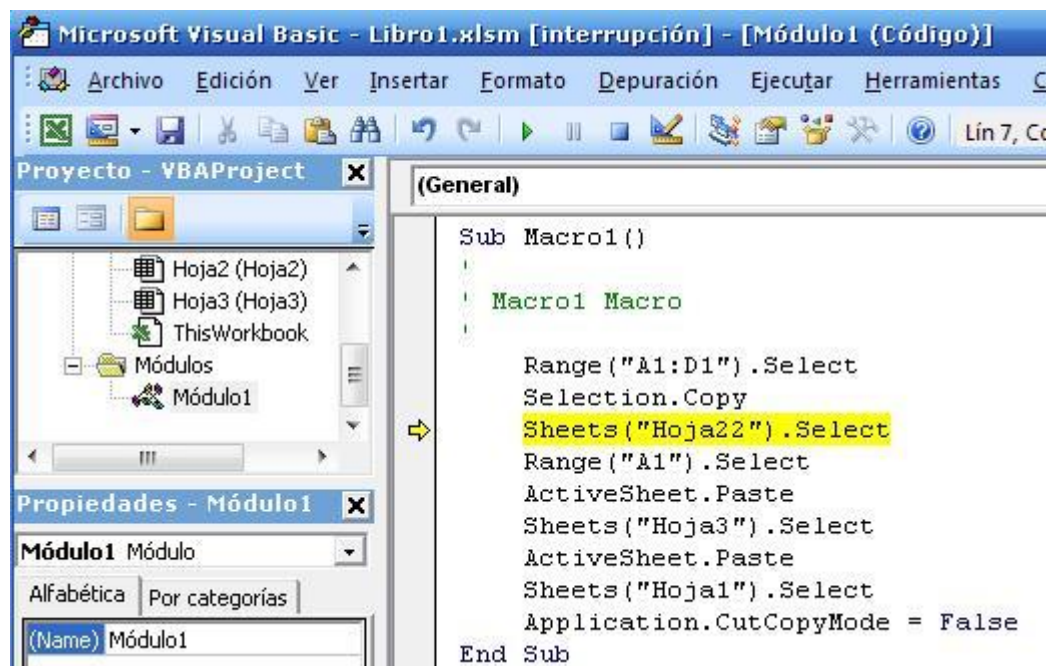 Microsoft Visual Basic - Libro1.xlsm [interrupción] - [Módulo1 (Código)]
Archivo Edición Ver Insertar Formato Depuración Ejecutar Herramientas C
Lín 7, Co
Proyecto - VBAProject
Hoja2 (Hoja2)
Hoja3 (Hoja3)
ThisWorkbook
Módulos
Módulo1
Propiedades - Módulo1
Módulo1 Módulo
Alfabética Por categorías
(Name) Módulo1
(General)
Sub Macro1()
'
' Macro1 Macro
'
Range("A1:D1").Select
Selection.Copy
Sheets("Hoja22").Select
Range("A1").Select
ActiveSheet.Paste
Sheets("Hoja3").Select
ActiveSheet.Paste
Sheets("Hoja1").Select
Application.CutCopyMode = False
End Sub